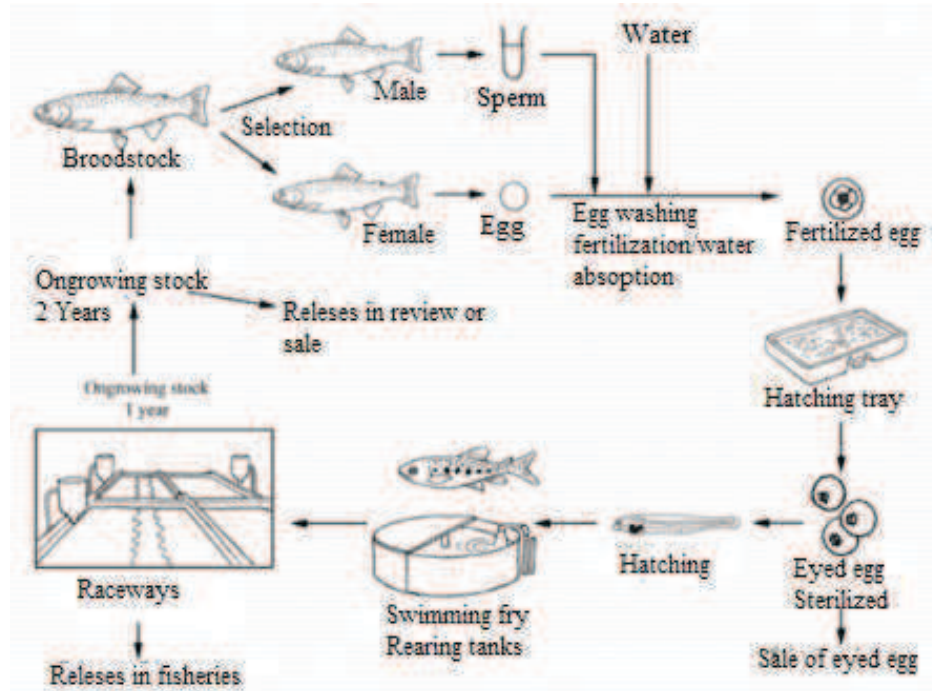 Water
Male
Sperm
Selection
Broodstock
Female
Egg
Egg washing
fertilization/water
absoption
Fertilized egg
Ongrowing stock
2 Years
Releses in review or
sale
Ongrowing stock
1 year
Hatching tray
Raceways
Swimming fry
Rearing tanks
Hatching
Eyed egg
Sterilized
Releses in fisheries
Sale of eyed egg